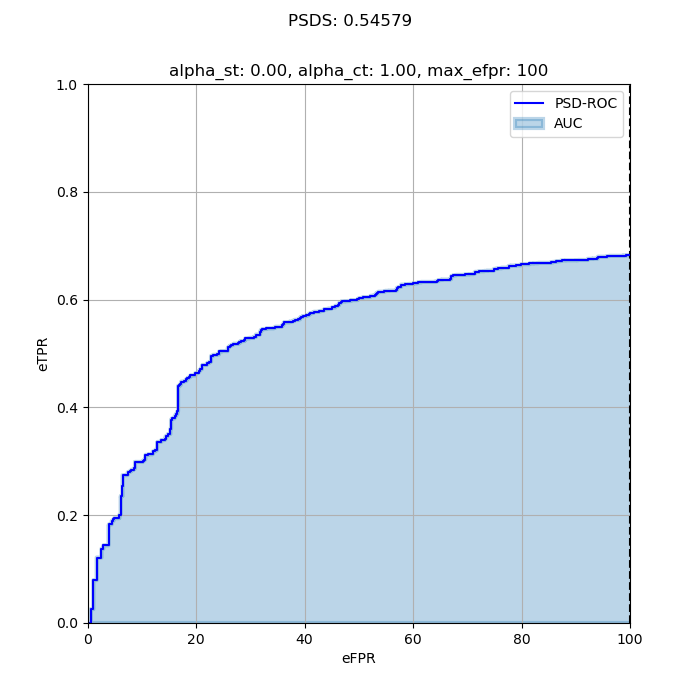 PSDS: 0.54579
alpha_st: 0.00, alpha_ct: 1.00, max_efpr: 100
PSD-ROC
AUC
1.0
0.8
0.6
0.4
0.2
0.0
eTPR
0 20 40 60 80 100
eFPR